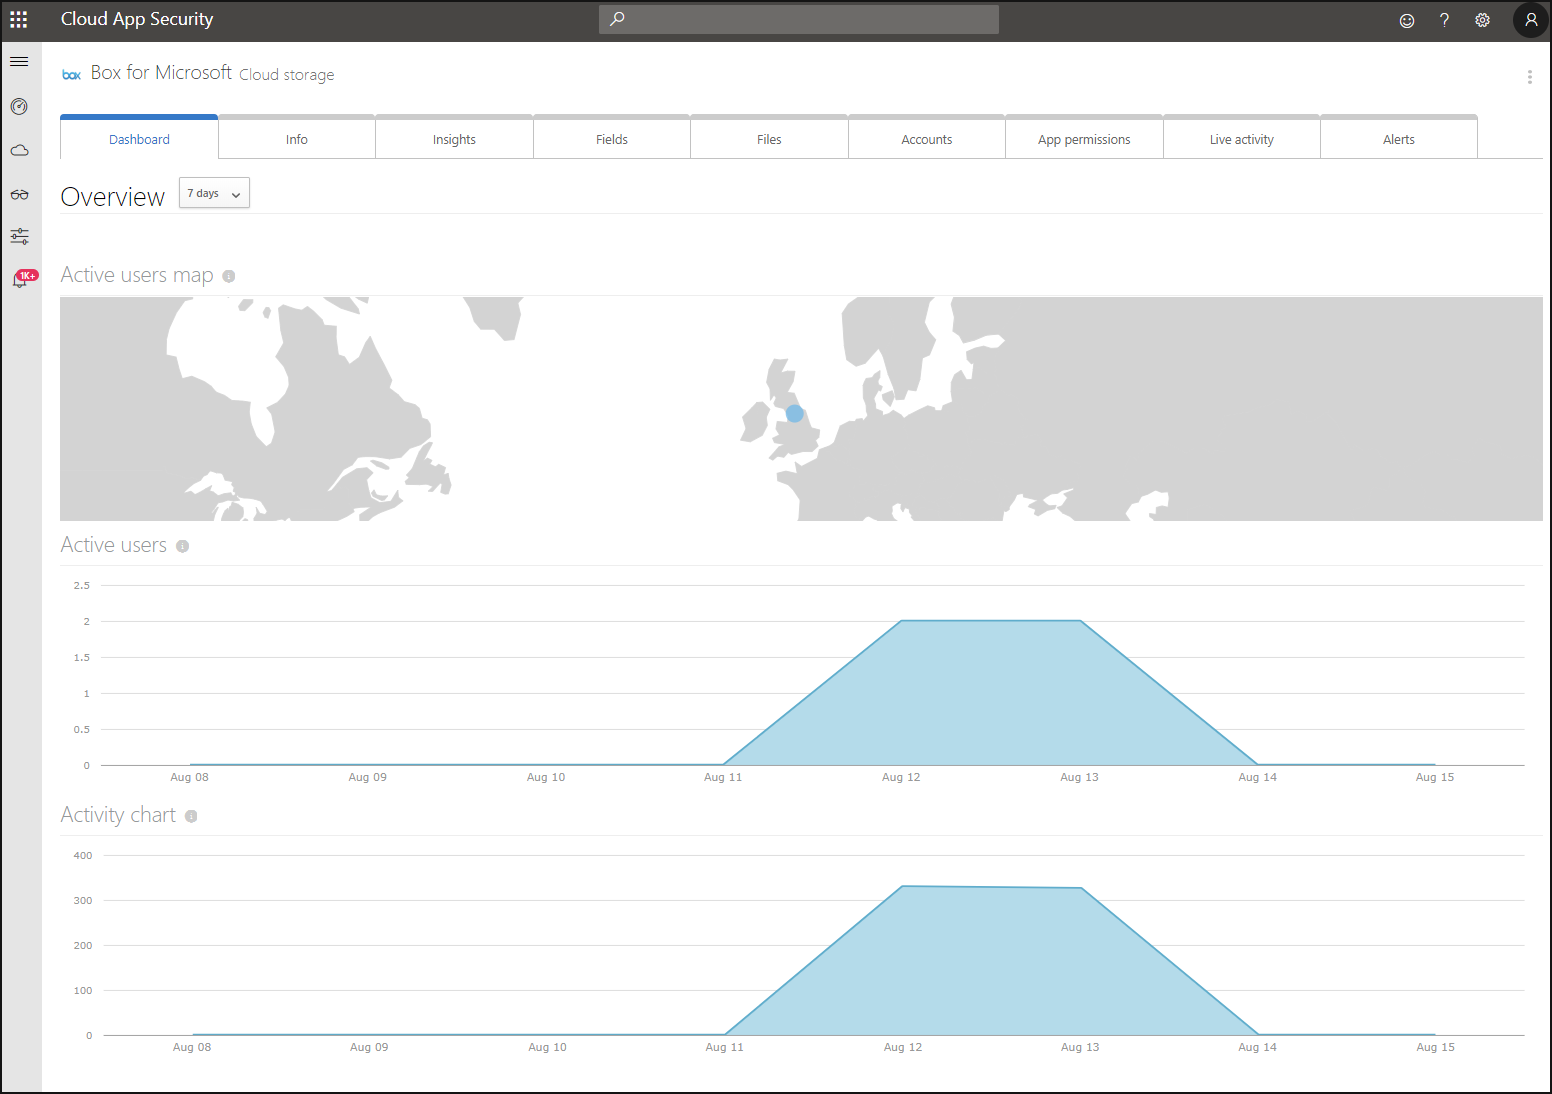 Cloud App Security
box Box for Microsoft Cloud storage
Dashboard Info Insights Fields Files Accounts App permissions Live activity Alerts
Overview 7 days
1K+
Active users map
Active users
2.5
2
1.5
1
0.5
0
Aug 08 Aug 09 Aug 10 Aug 11 Aug 12 Aug 13 Aug 14 Aug 15
Activity chart
400
300
200
100
0
Aug 08 Aug 09 Aug 10 Aug 11 Aug 12 Aug 13 Aug 14 Aug 15